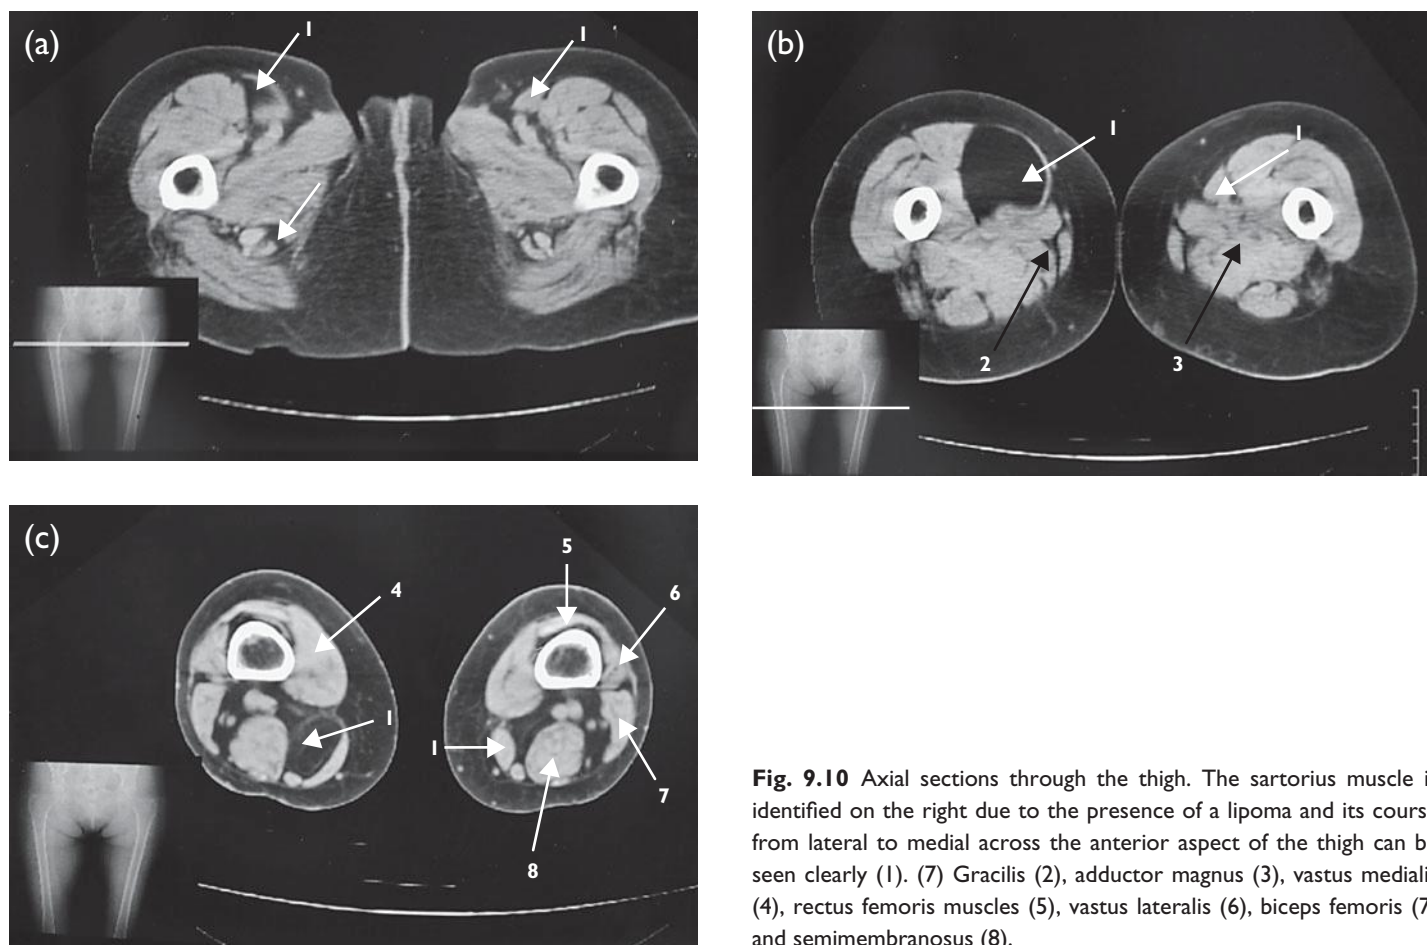 (a)
1
1
(b)
1
1
2
3
(c)
4
5
6
1
1
7
8
Fig. 9.10 Axial sections through the thigh. The sartorius muscle i
identified on the right due to the presence of a lipoma and its cours
from lateral to medial across the anterior aspect of the thigh can b
seen clearly (1). (7) Gracilis (2), adductor magnus (3), vastus mediali
(4), rectus femoris muscles (5), vastus lateralis (6), biceps femoris (7
and semimembranosus (8).